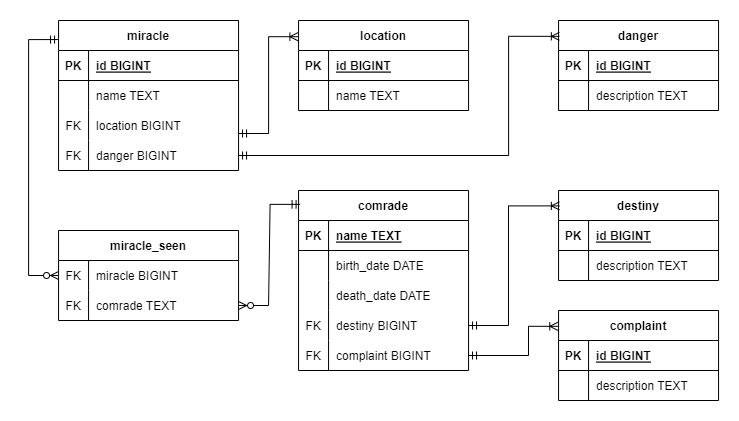 miracle
PK id BIGINT
name TEXT
FK location BIGINT
FK danger BIGINT
location
PK id BIGINT
name TEXT
danger
PK id BIGINT
description TEXT
miracle_seen
FK miracle BIGINT
FK comrade TEXT
comrade
PK name TEXT
birth_date DATE
death_date DATE
FK destiny BIGINT
FK complaint BIGINT
destiny
PK id BIGINT
description TEXT
complaint
PK id BIGINT
description TEXT